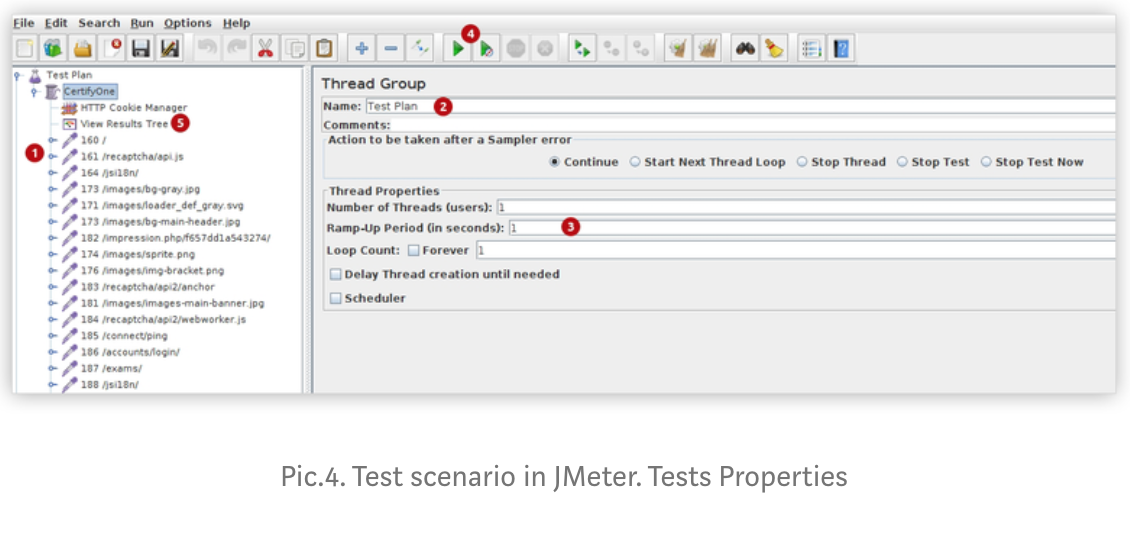 File Edit Search Run Options Help
4
Test Plan
CertifyOne
HTTP Cookie Manager
View Results Tree 5
160 /
1
161 /recaptcha/api.js
164 /jsi18n/
173 /images/bg-gray.jpg
171 /images/loader_def_gray.svg
173 /images/bg-main-header.jpg
182 /impression.php/f657dd1a543274/
174 /images/sprite.png
176 /images/img-bracket.png
183 /recaptcha/api2/anchor
181 /images/images-main-banner.jpg
184 /recaptcha/api2/webworker.js
185 /connect/ping
186 /accounts/login/
187 /exams/
188 /jsi18n/
Thread Group
Name: Test Plan 2
Comments:
Action to be taken after a Sampler error
Continue Start Next Thread Loop Stop Thread Stop Test Stop Test Now
Thread Properties
Number of Threads (users): 1
Ramp-Up Period (in seconds): 1 3
Loop Count: Forever 1
Delay Thread creation until needed
Scheduler
Pic.4. Test scenario in JMeter. Tests Properties